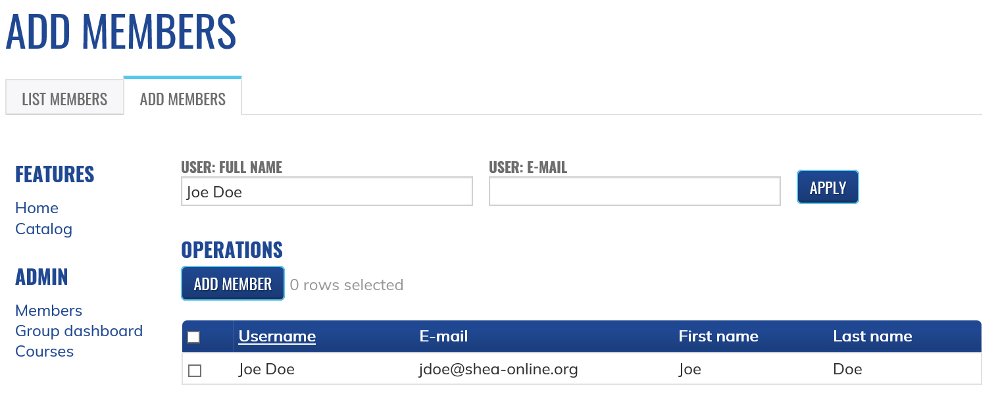 ADD MEMBERS
LIST MEMBERS ADD MEMBERS
FEATURES
Home
Catalog
ADMIN
Members
Group dashboard
Courses
USER: FULL NAME USER: E-MAIL
Joe Doe
APPLY
OPERATIONS
ADD MEMBER 0 rows selected
Username E-mail First name Last name
Joe Doe jdoe@shea-online.org Joe Doe